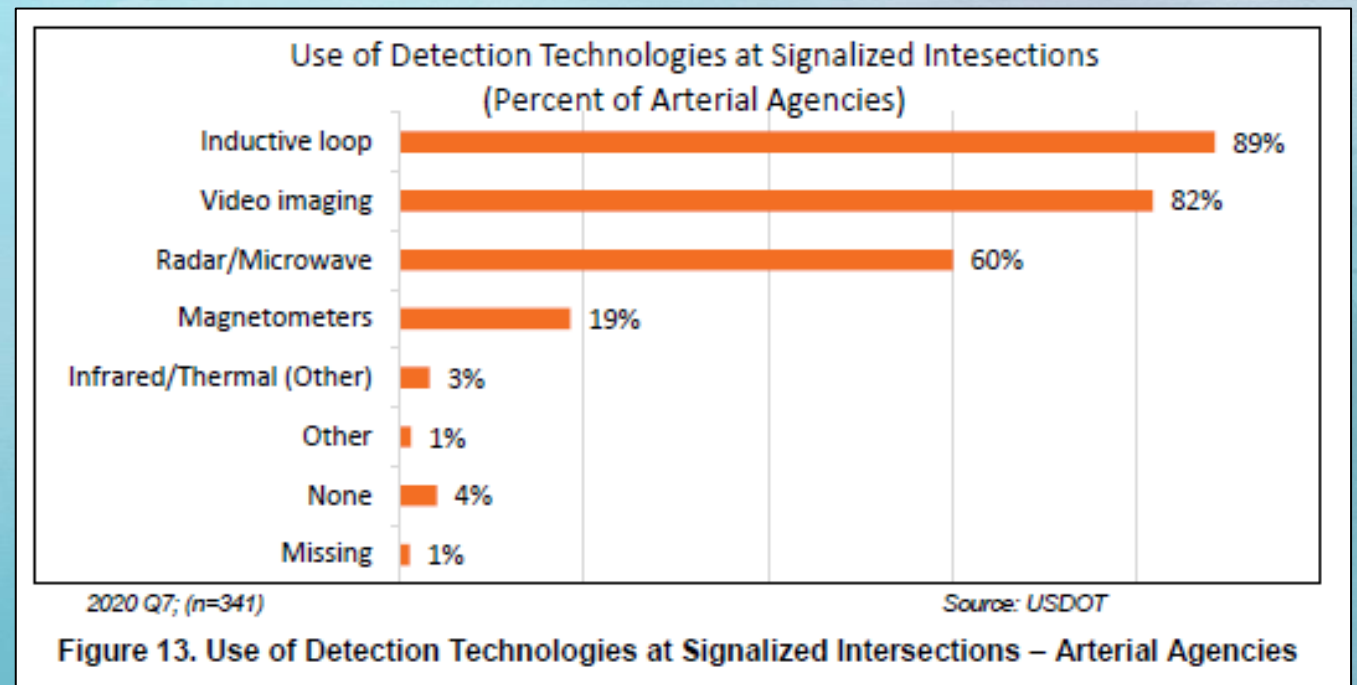 Use of Detection Technologies at Signalized Intesections
(Percent of Arterial Agencies)
Inductive loop 89%
Video imaging 82%
Radar/Microwave 60%
Magnetometers 19%
Infrared/Thermal (Other) 3%
Other 1%
None 4%
Missing 1%
2020 Q7; (n=341) Source: USDOT
Figure 13. Use of Detection Technologies at Signalized Intersections – Arterial Agencies